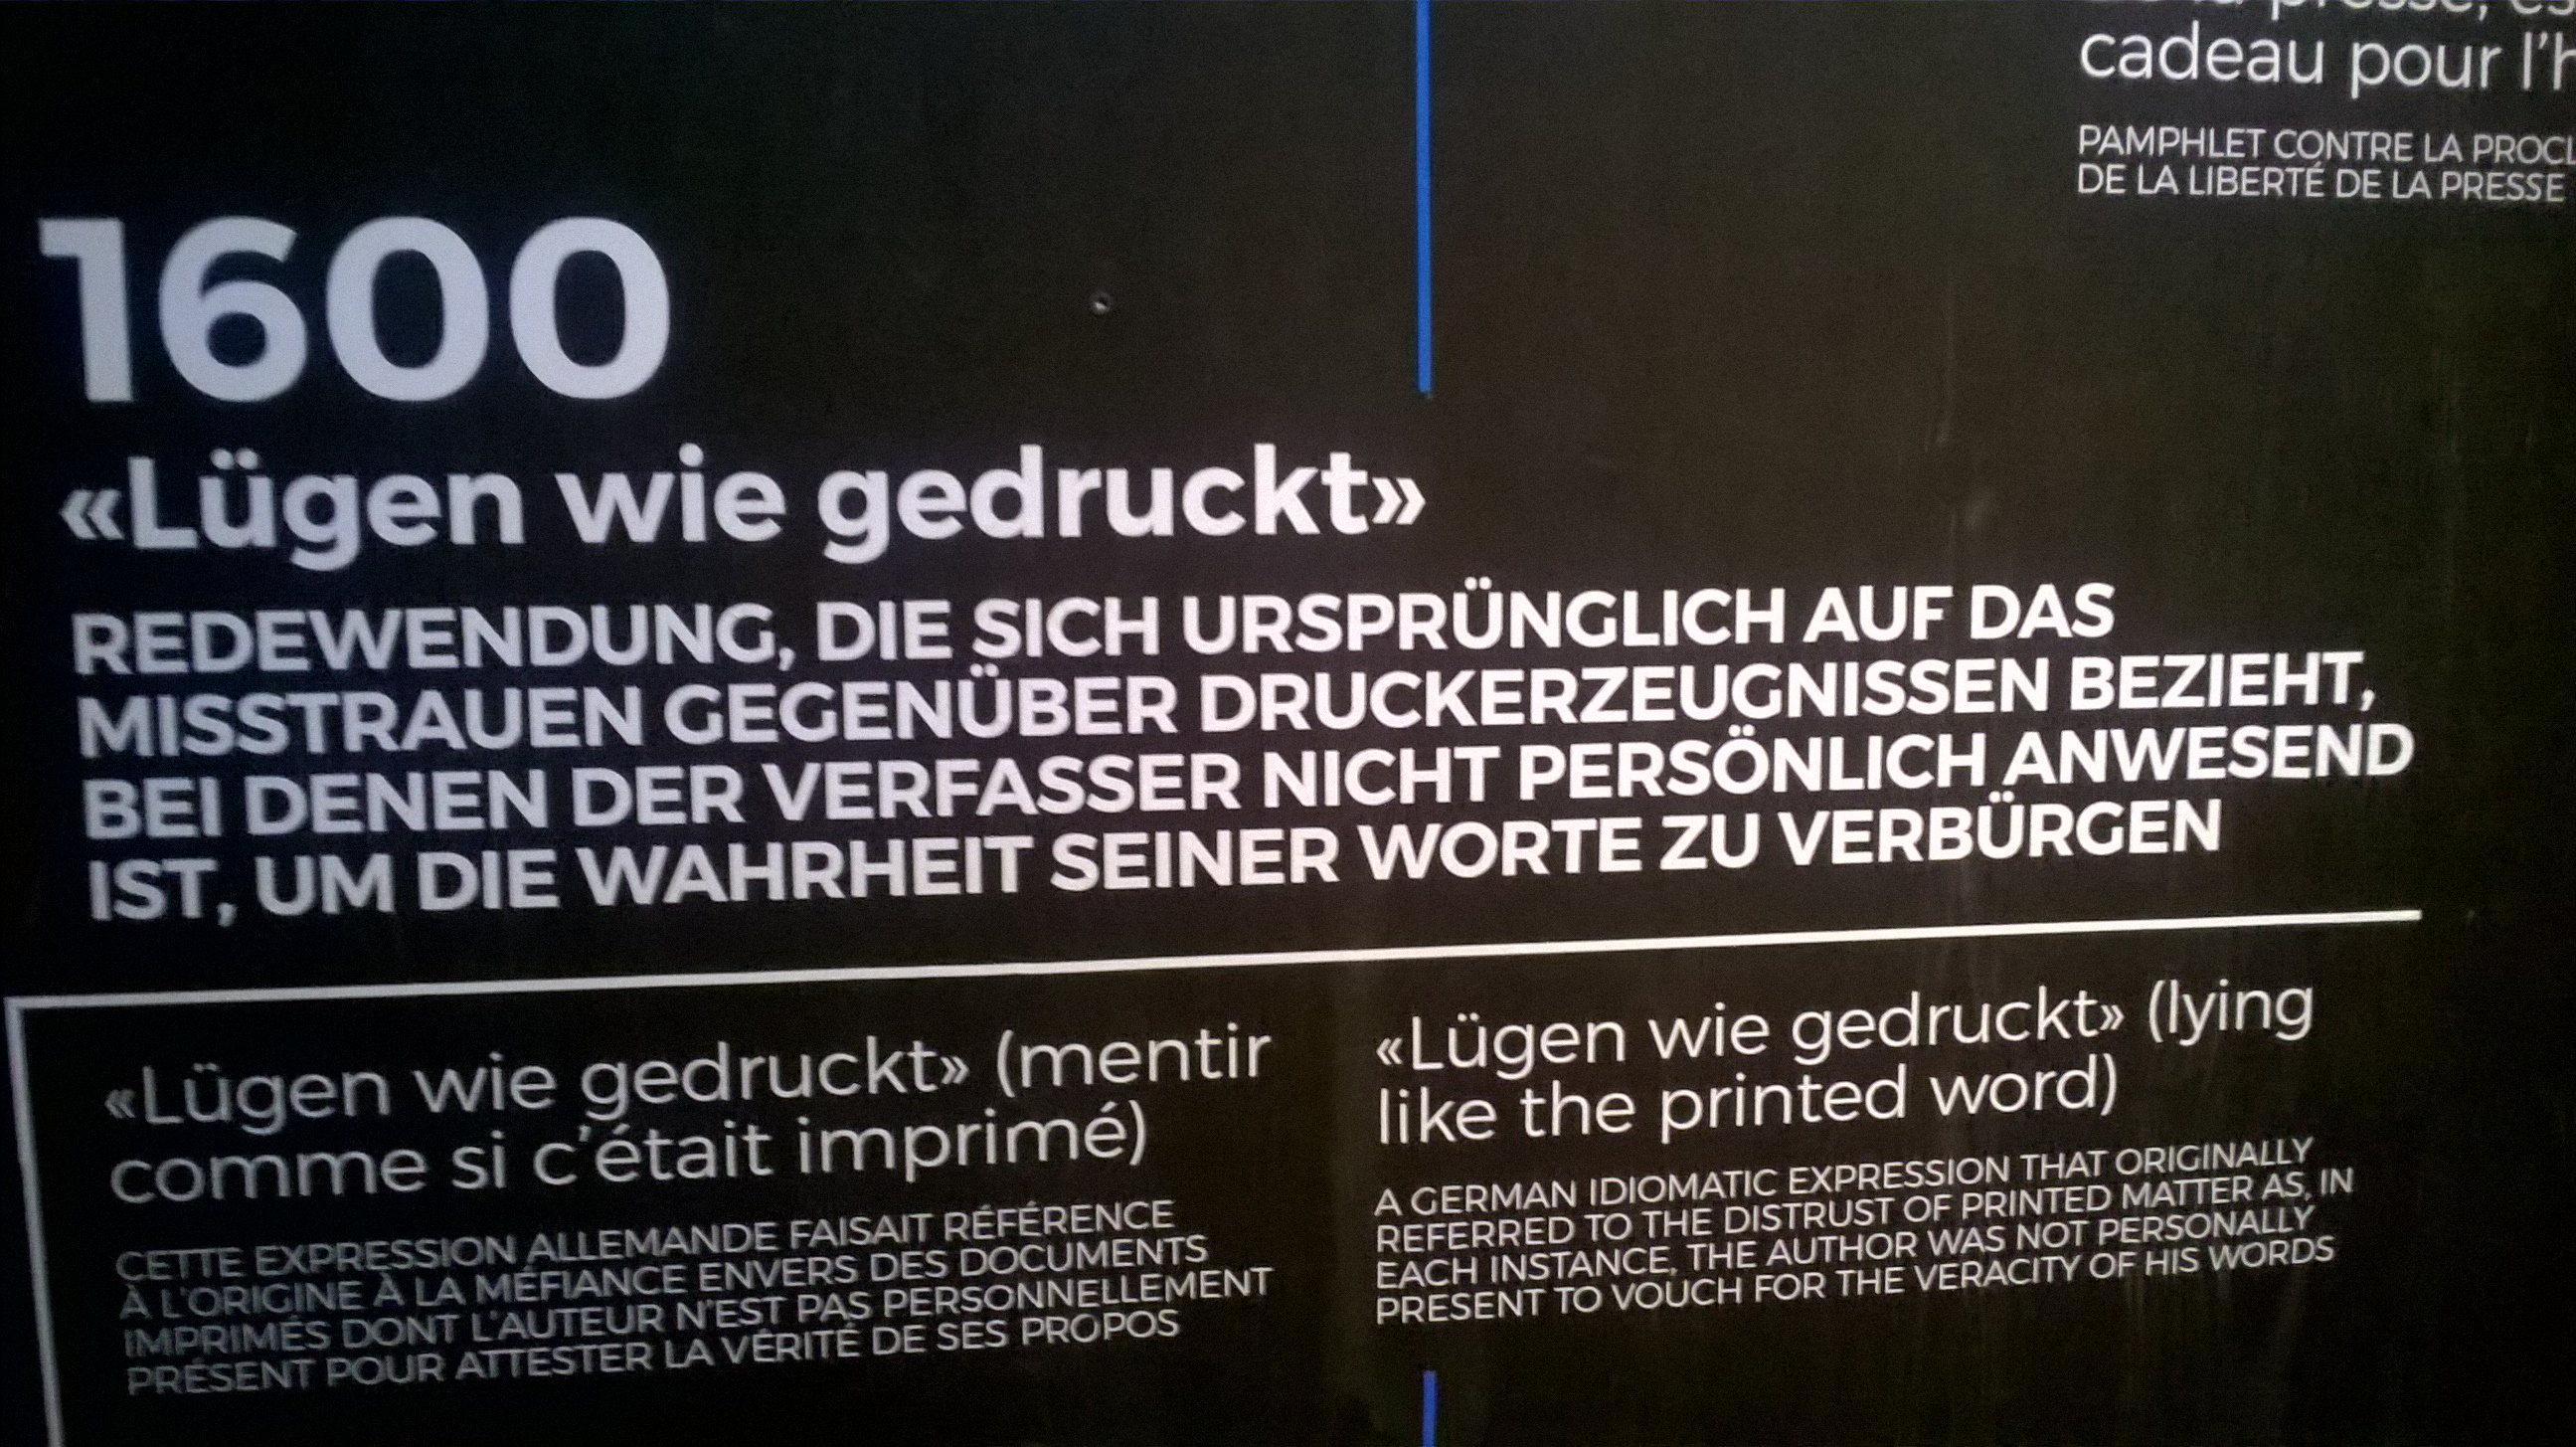 cadeau pour l'h
PAMPHLET CONTRE LA PROCL
DE LA LIBERTÉ DE LA PRESSE
1600
«Lügen wie gedruckt»
REDEWENDUNG, DIE SICH URSPRÜNGLICH AUF DAS
MISSTRAUEN GEGENÜBER DRUCKERZEUGNISSEN BEZIEHT,
BEI DENEN DER VERFASSER NICHT PERSÖNLICH ANWESEND
IST, UM DIE WAHRHEIT SEINER WORTE ZU VERBÜRGEN
«Lügen wie gedruckt» (mentir
comme si c'était imprimé)
CETTE EXPRESSION ALLEMANDE FAISAIT RÉFÉRENCE
À L'ORIGINE À LA MÉFIANCE ENVERS DES DOCUMENTS
IMPRIMÉS DONT L'AUTEUR N'EST PAS PERSONNELLEMENT
PRÉSENT POUR ATTESTER LA VÉRITÉ DE SES PROPOS
«Lügen wie gedruckt» (lying
like the printed word)
A GERMAN IDIOMATIC EXPRESSION THAT ORIGINALLY
REFERRED TO THE DISTRUST OF PRINTED MATTER AS, IN
EACH INSTANCE, THE AUTHOR WAS NOT PERSONALLY
PRESENT TO VOUCH FOR THE VERACITY OF HIS WORDS